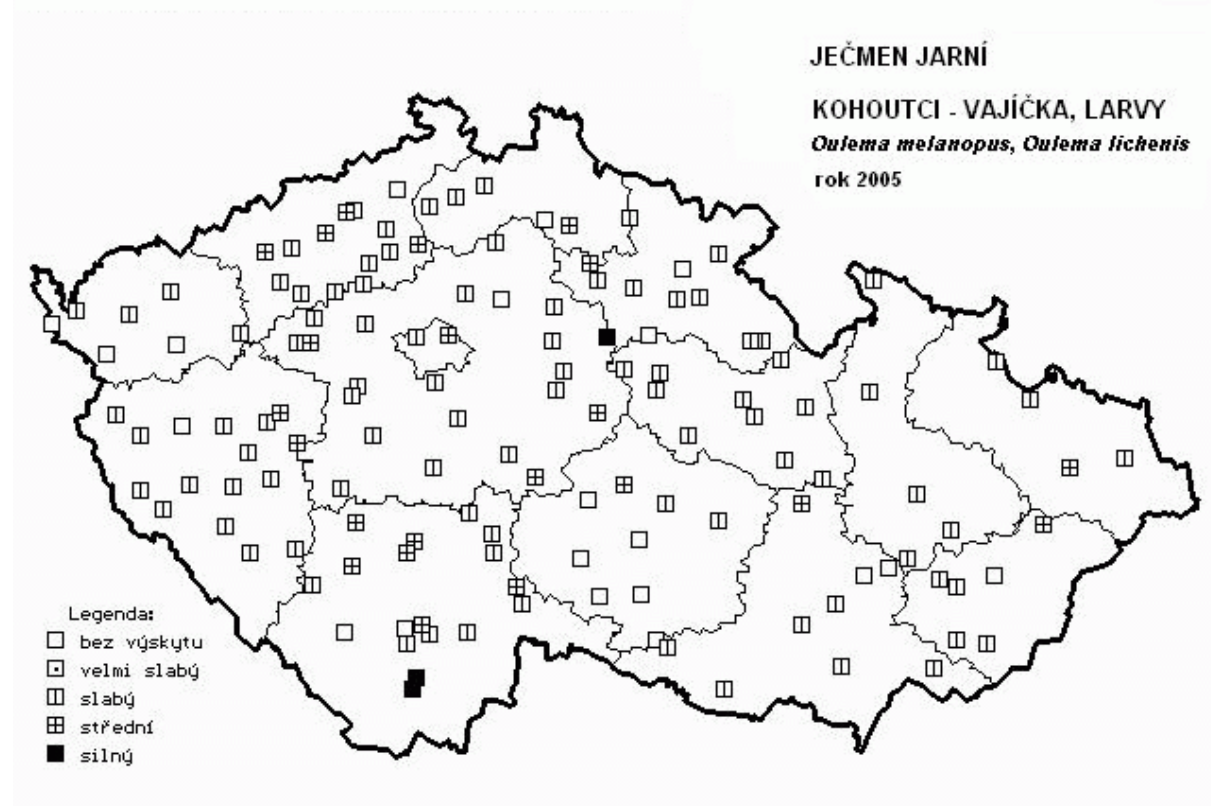 JEČMEN JARNÍ
KOHOUTCI - VAJÍČKA, LARVY
Oulema melanopus, Oulema lichenis
rok 2005
Legenda:
bez výskytu
velmi slabý
slabý
střední
silný